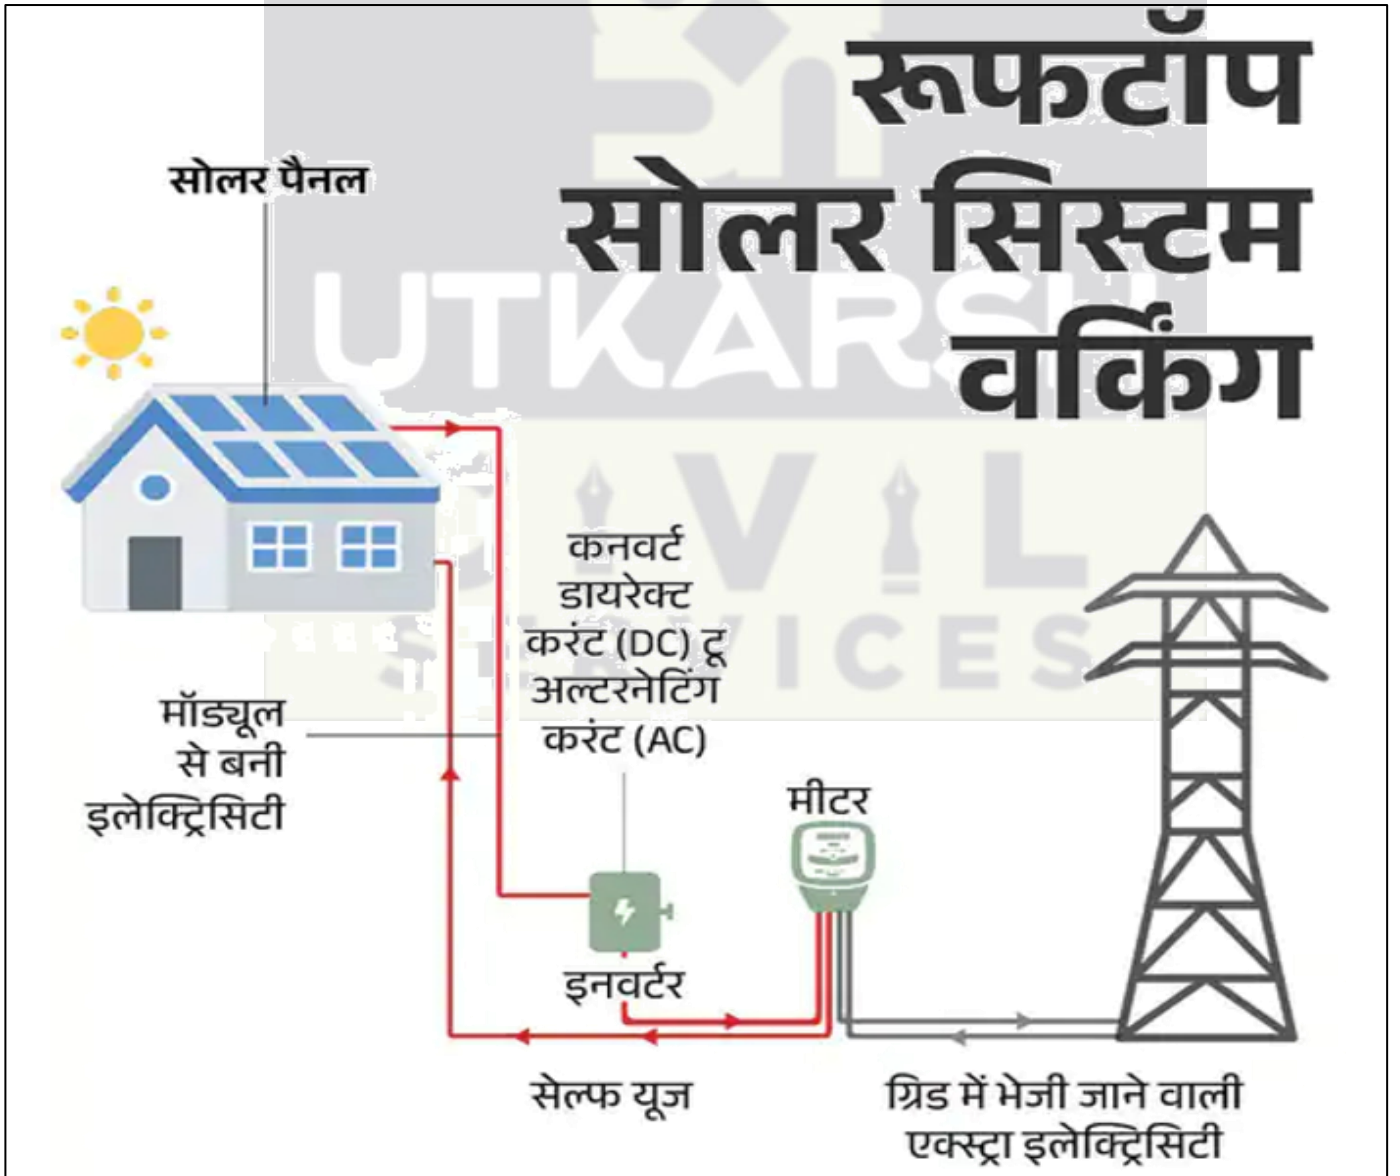 रूफटॉप
सोलर सिस्टम
वर्किंग
सोलर पैनल
UTKARSH
CIVIL
SERVICES
कनवर्ट
डायरेक्ट
करंट (DC) टू
अल्टरनेटिंग
करंट (AC)
मॉड्यूल
से बनी
इलेक्ट्रिसिटी
मीटर
इनवर्टर
सेल्फ यूज
ग्रिड में भेजी जाने वाली
एक्स्ट्रा इलेक्ट्रिसिटी